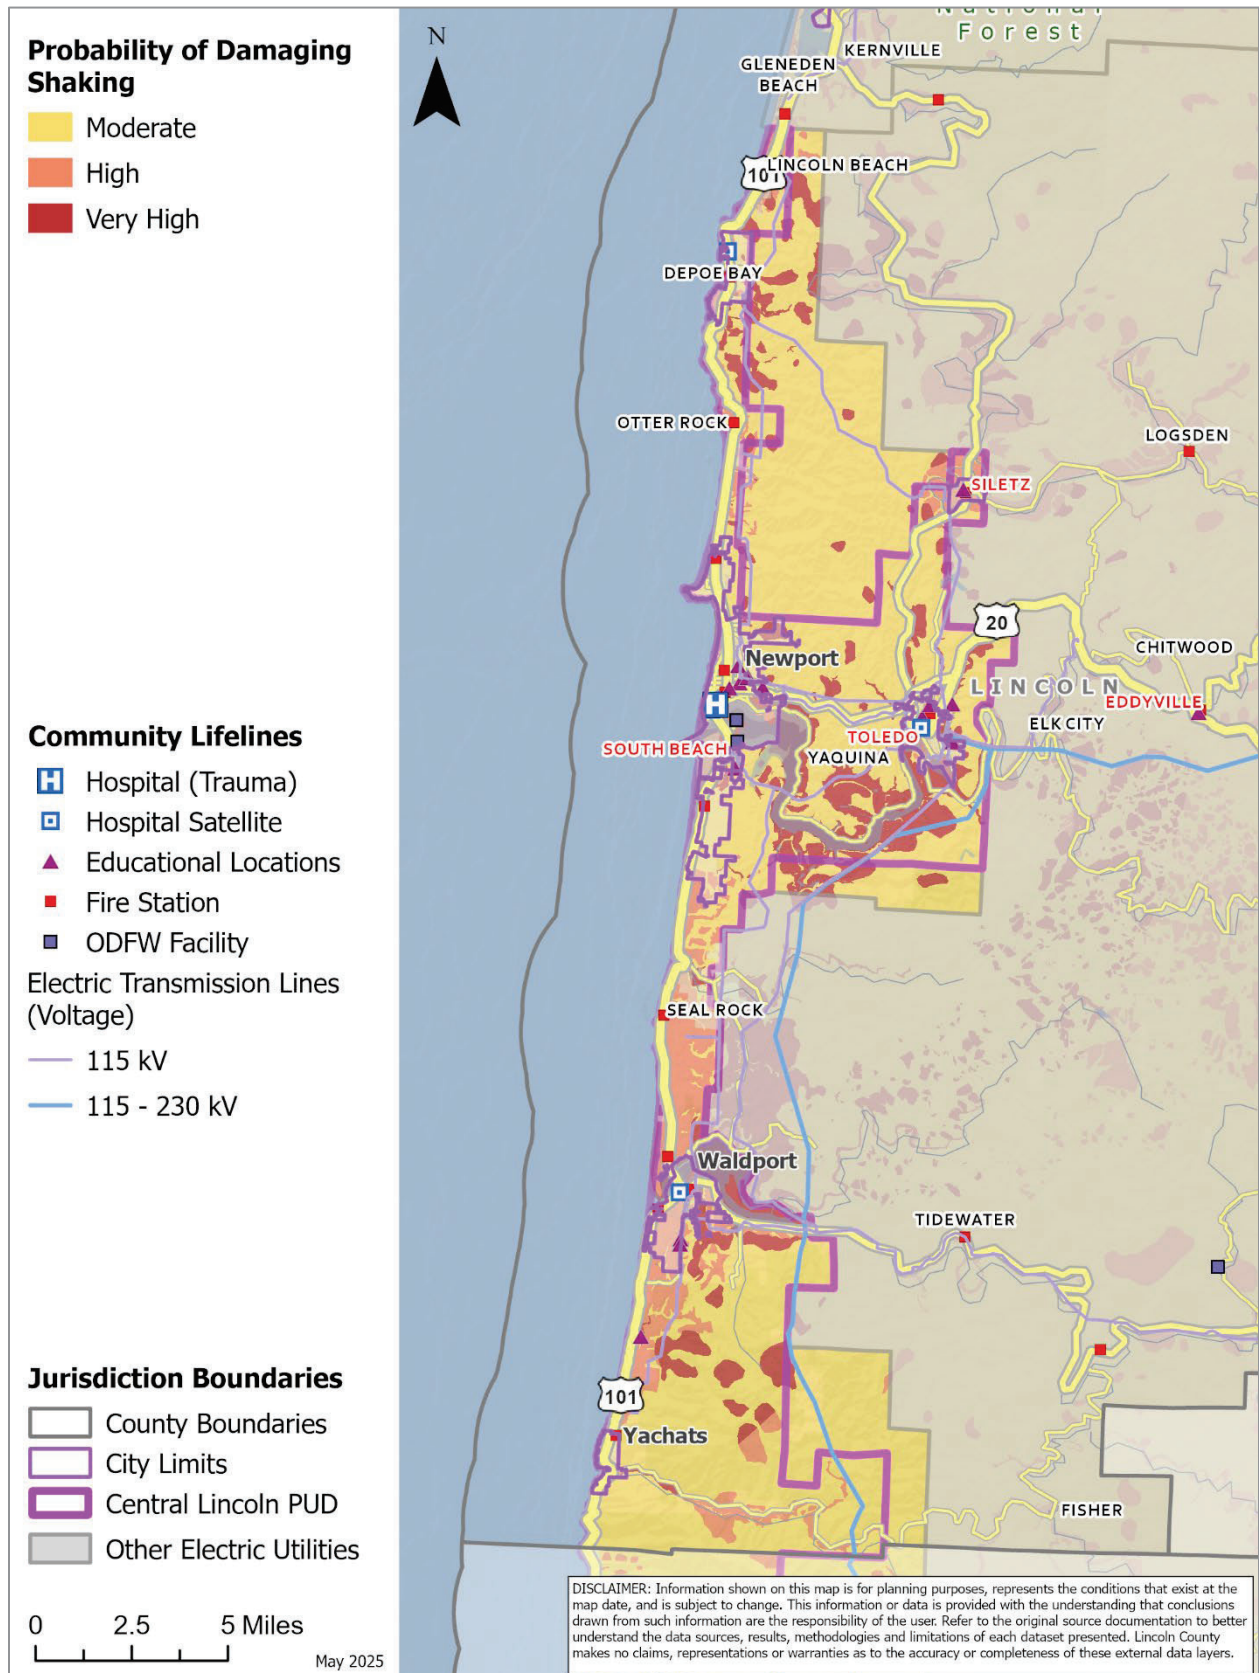 Probability of Damaging
Shaking
Moderate
High
Very High
Community Lifelines
Hospital (Trauma)
Hospital Satellite
Educational Locations
Fire Station
ODFW Facility
Electric Transmission Lines
(Voltage)
115 kV
115 - 230 kV
Jurisdiction Boundaries
County Boundaries
City Limits
Central Lincoln PUD
Other Electric Utilities
0 2.5 5 Miles
May 2025
N
National
Forest
KERNVILLE
GLENEDEN
BEACH
LINCOLN BEACH
101
DEPOE BAY
OTTER ROCK
LOGSDEN
SILETZ
20
CHITWOOD
Newport
LINCOLN
EDDYVILLE
H
ELK CITY
SOUTH BEACH
TOLEDO
YAQUINA
SEAL ROCK
Waldport
TIDEWATER
101
Yachats
FISHER
DISCLAIMER: Information shown on this map is for planning purposes, represents the conditions that exist at the
map date, and is subject to change. This information or data is provided with the understanding that conclusions
drawn from such information are the responsibility of the user. Refer to the original source documentation to better
understand the data sources, results, methodologies and limitations of each dataset presented. Lincoln County
makes no claims, representations or warranties as to the accuracy or completeness of these external data layers.